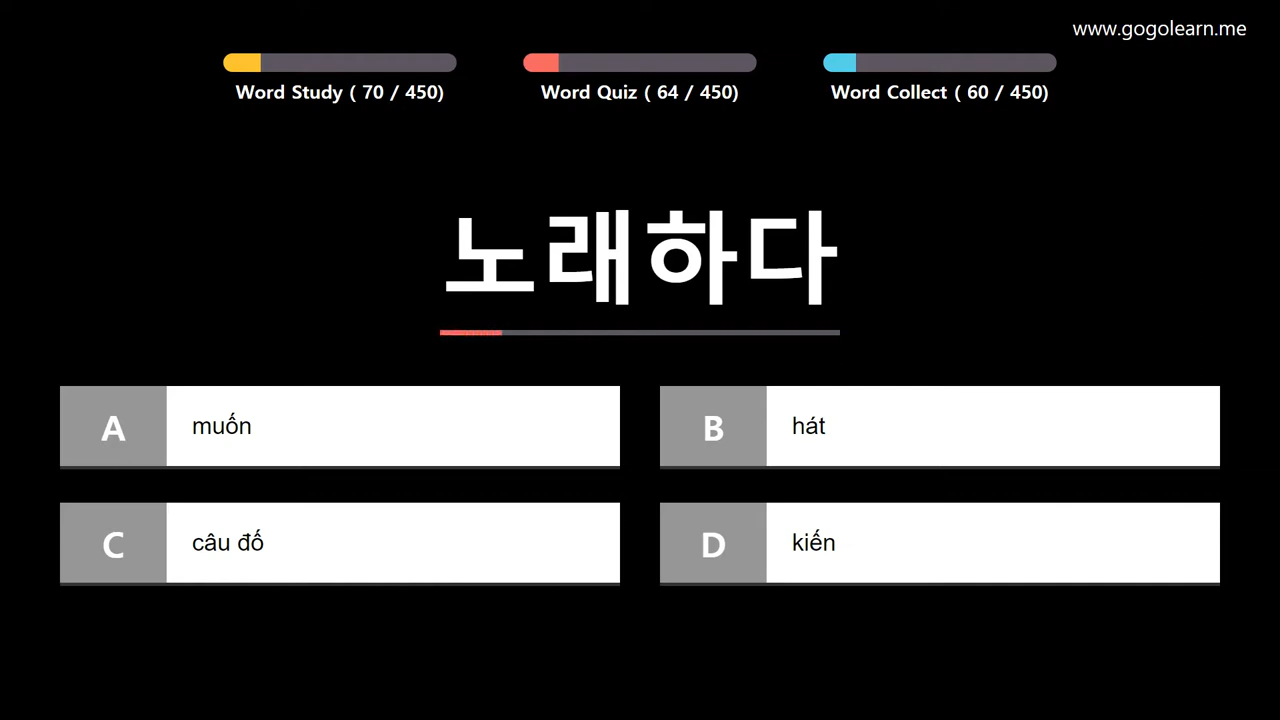 www.gogolearn.me
Word Study ( 70 / 450)
Word Quiz ( 64 / 450)
Word Collect ( 60 / 450)
노래하다
A muốn
B hát
C câu đố
D kiến